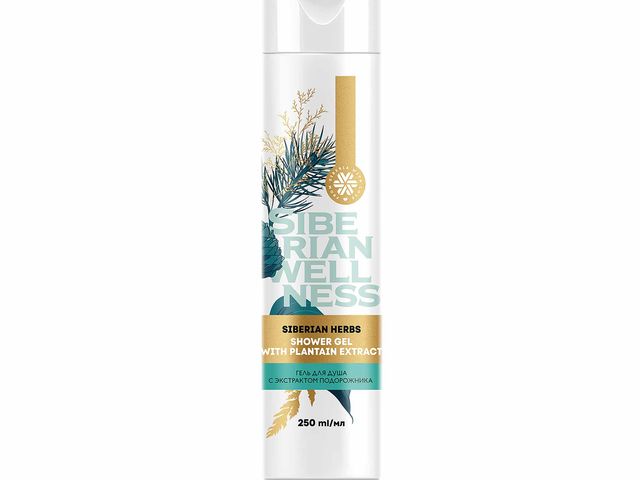 SIBE
RIAN
WELL
NESS
SIBERIAN HERBS
SHOWER GEL
WITH PLANTAIN EXTRACT
ГЕЛЬ ДЛЯ ДУША
С ЭКСТРАКТОМ ПОДОРОЖНИКА
250 ml/мл